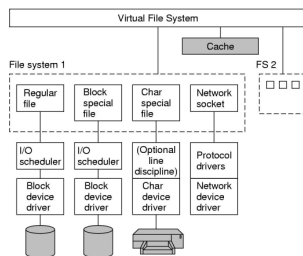 Virtual File System
Cache
File system 1
FS 2
Regular
file
Block
special
file
Char
special
file
Network
socket
I/O
scheduler
I/O
scheduler
(Optional
line
discipline)
Protocol
drivers
Block
device
driver
Block
device
driver
Char
device
driver
Network
device
driver